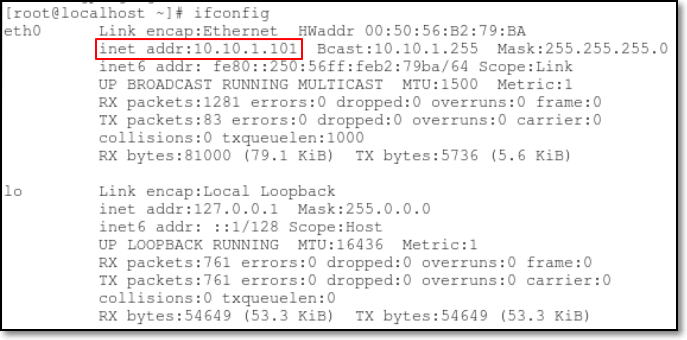 [root@localhost ~]# ifconfig
eth0 Link encap:Ethernet HWaddr 00:50:56:B2:79:BA
inet addr:10.10.1.101 Bcast:10.10.1.255 Mask:255.255.255.0
inet6 addr: fe80::250:56ff:feb2:79ba/64 Scope:Link
UP BROADCAST RUNNING MULTICAST MTU:1500 Metric:1
RX packets:1281 errors:0 dropped:0 overruns:0 frame:0
TX packets:83 errors:0 dropped:0 overruns:0 carrier:0
collisions:0 txqueuelen:1000
RX bytes:81000 (79.1 KiB) TX bytes:5736 (5.6 KiB)
lo Link encap:Local Loopback
inet addr:127.0.0.1 Mask:255.0.0.0
inet6 addr: ::1/128 Scope:Host
UP LOOPBACK RUNNING MTU:16436 Metric:1
RX packets:761 errors:0 dropped:0 overruns:0 frame:0
TX packets:761 errors:0 dropped:0 overruns:0 carrier:0
collisions:0 txqueuelen:0
RX bytes:54649 (53.3 KiB) TX bytes:54649 (53.3 KiB)